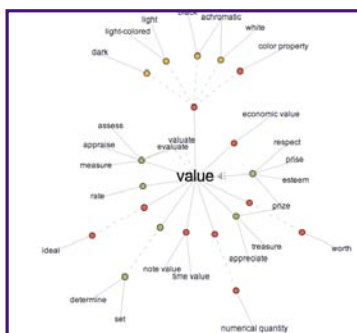 black
light
achromatic
light-colored
white
dark
color property
economic value
assess
valuate
respect
appraise
evaluate
prise
measure
value
esteem
rate
prize
treasure
ideal
appreciate
worth
note value
time value
determine
set
numerical quantity